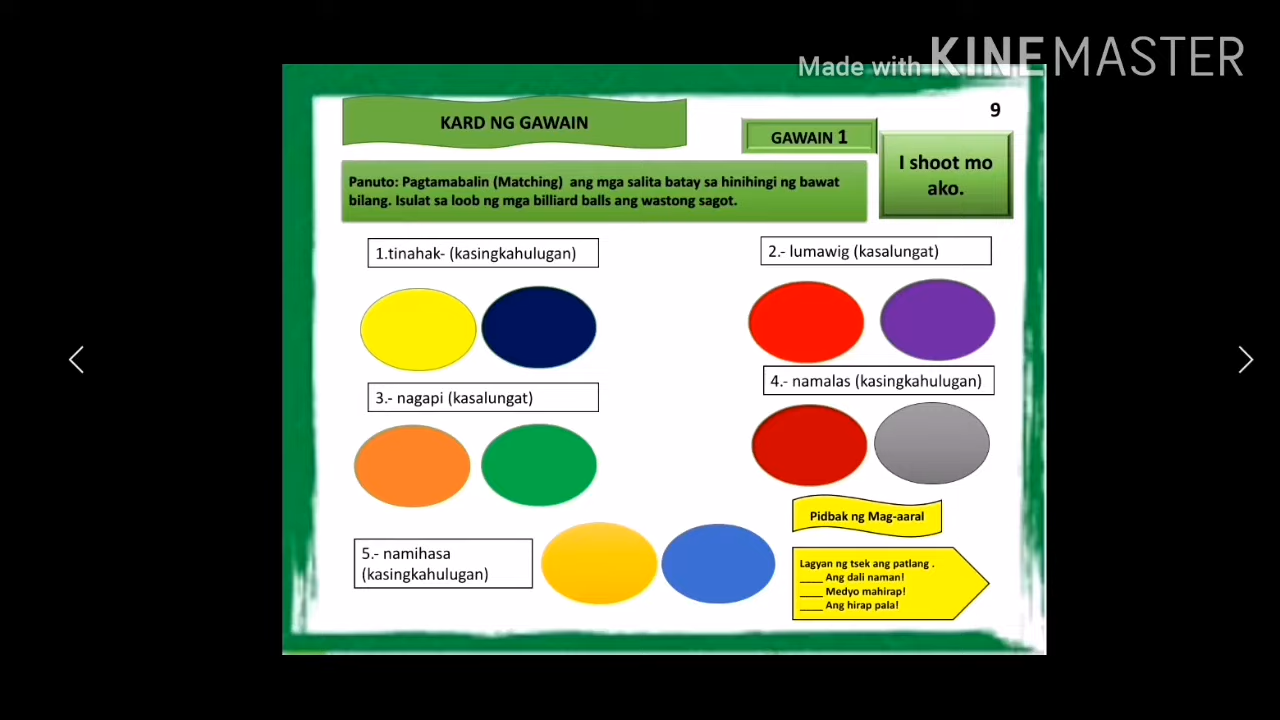 Made with KINEMASTER
KARD NG GAWAIN
9
GAWAIN 1
I shoot mo
ako.
Panuto: Pagtamabalin (Matching) ang mga salita batay sa hinihingi ng bawat
bilang. Isulat sa loob ng mga billiard balls ang wastong sagot.
1.tinahak- (kasingkahulugan)
2.- lumawig (kasalungat)
3.- nagapi (kasalungat)
4.- namalas (kasingkahulugan)
5.- namihasa
(kasingkahulugan)
Pidbak ng Mag-aaral
Lagyan ng tsek ang patlang .
____ Ang dali naman!
____ Medyo mahirap!
____ Ang hirap pala!